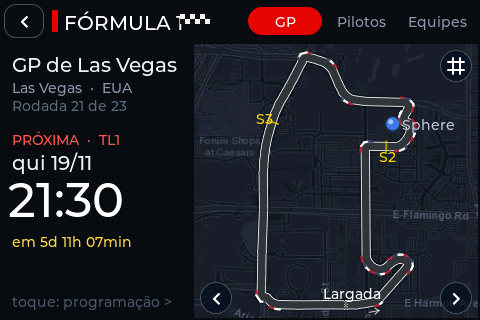 FÓRMULA 1
GP
Pilotos
Equipes
GP de Las Vegas
Las Vegas · EUA
Rodada 21 de 23
PRÓXIMA · TL1
qui 19/11
21:30
em 5d 11h 07min
toque: programação >
S3
Forum Shops
at Caesars
Sphere
S2
E Flamingo Rd
Largada
E Harm